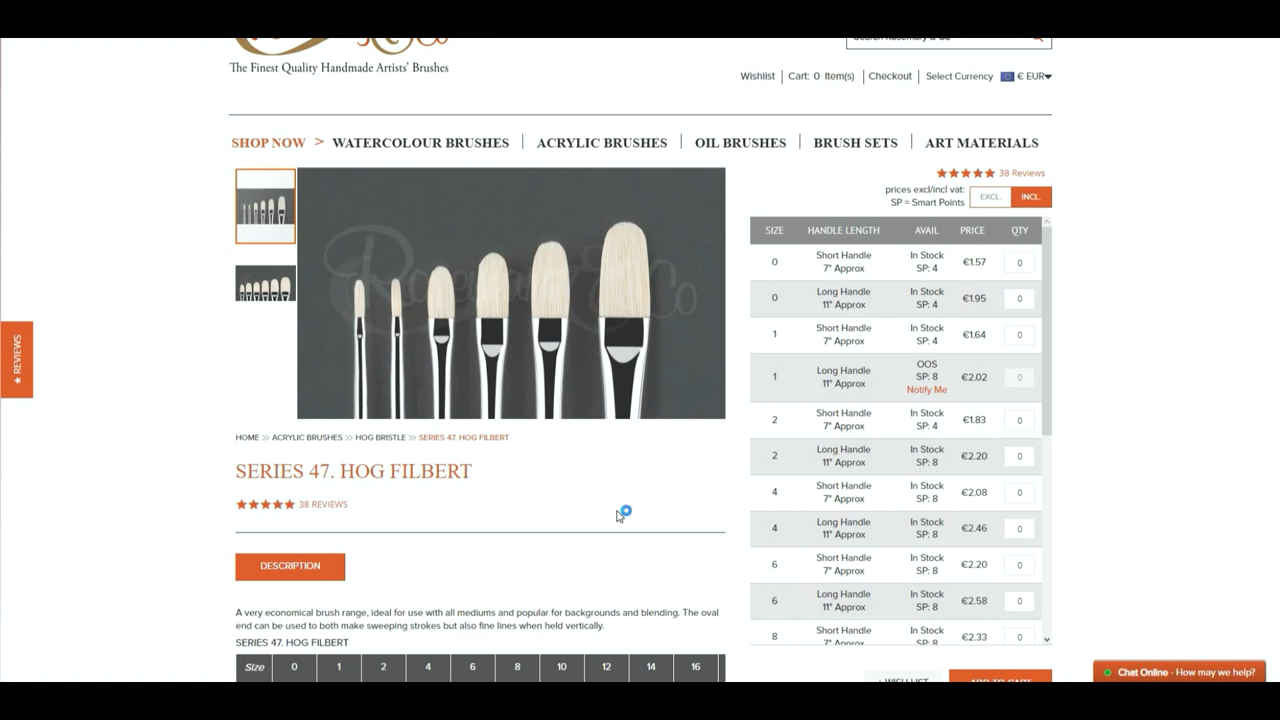 The Finest Quality Handmade Artists' Brushes
Search Rosemary & Co
Wishlist Cart: 0 Item(s) Checkout Select Currency € EUR
SHOP NOW > WATERCOLOUR BRUSHES ACRYLIC BRUSHES OIL BRUSHES BRUSH SETS ART MATERIALS
38 Reviews
prices excl/incl vat:
SP = Smart Points
EXCL. INCL.
Rosemary & Co
SIZE HANDLE LENGTH AVAIL PRICE QTY
0 Short Handle 7" Approx In Stock SP: 4 €1.57 0
0 Long Handle 11" Approx In Stock SP: 4 €1.95 0
1 Short Handle 7" Approx In Stock SP: 4 €1.64 0
1 Long Handle 11" Approx OOS SP: 8 Notify Me €2.02 0
2 Short Handle 7" Approx In Stock SP: 4 €1.83 0
2 Long Handle 11" Approx In Stock SP: 8 €2.20 0
4 Short Handle 7" Approx In Stock SP: 8 €2.08 0
4 Long Handle 11" Approx In Stock SP: 8 €2.46 0
6 Short Handle 7" Approx In Stock SP: 8 €2.20 0
6 Long Handle 11" Approx In Stock SP: 8 €2.58 0
8 Short Handle 7" Approx In Stock SP: 8 €2.33 0
★ REVIEWS
HOME >> ACRYLIC BRUSHES >> HOG BRISTLE >> SERIES 47. HOG FILBERT
SERIES 47. HOG FILBERT
38 REVIEWS
DESCRIPTION
A very economical brush range, ideal for use with all mediums and popular for backgrounds and blending. The oval
end can be used to both make sweeping strokes but also fine lines when held vertically.
SERIES 47. HOG FILBERT
Size 0 1 2 4 6 8 10 12 14 16
+ WISH LIST ADD TO CART
Chat Online - How may we help?